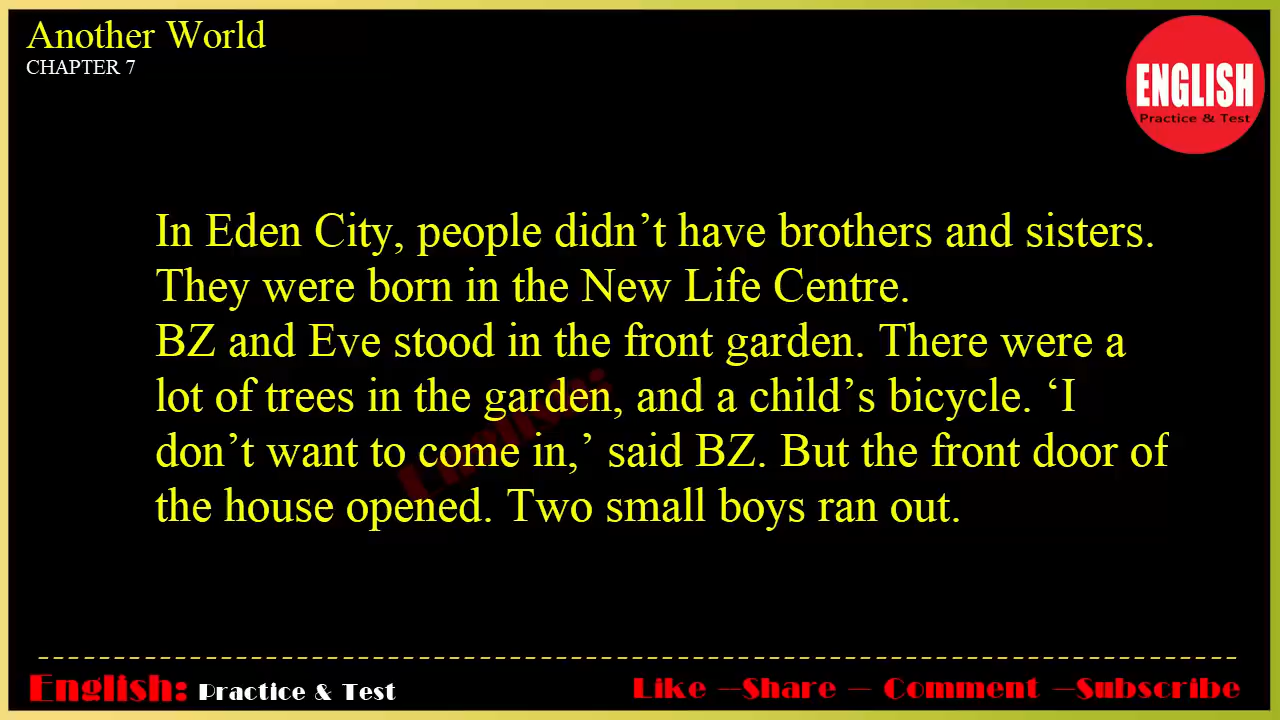 Another World
CHAPTER 7
ENGLISH
Practice & Test
In Eden City, people didn’t have brothers and sisters.
They were born in the New Life Centre.
BZ and Eve stood in the front garden. There were a
lot of trees in the garden, and a child’s bicycle. ‘I
don’t want to come in,’ said BZ. But the front door of
the house opened. Two small boys ran out.
English: Practice & Test
Like —Share — Comment —Subscribe